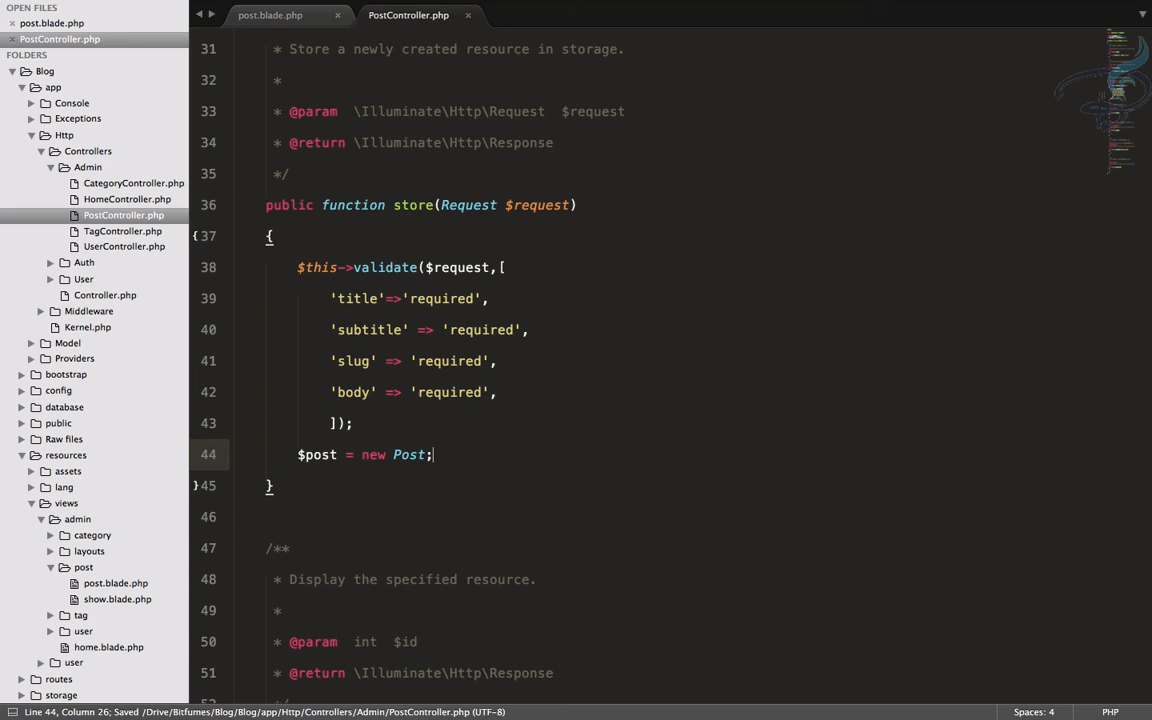 OPEN FILES
post.blade.php
PostController.php
FOLDERS
Blog
app
Console
Exceptions
Http
Controllers
Admin
CategoryController.php
HomeController.php
PostController.php
TagController.php
UserController.php
Auth
User
Controller.php
Middleware
Kernel.php
Model
Providers
bootstrap
config
database
public
Raw files
resources
assets
lang
views
admin
category
layouts
post
post.blade.php
show.blade.php
tag
user
home.blade.php
user
routes
storage
post.blade.php × PostController.php ×
31 * Store a newly created resource in storage.
32 *
33 * @param  \Illuminate\Http\Request  $request
34 * @return \Illuminate\Http\Response
35 */
36 public function store(Request $request)
{37 {
38 $this->validate($request,[
39 'title'=>'required',
40 'subtitle' => 'required',
41 'slug' => 'required',
42 'body' => 'required',
43 ]);
44 $post = new Post;
}45 }
46
47 /**
48 * Display the specified resource.
49 *
50 * @param  int  $id
51 * @return \Illuminate\Http\Response
Line 44, Column 26; Saved /Drive/Bitfumes/Blog/Blog/app/Http/Controllers/Admin/PostController.php (UTF-8) Spaces: 4 PHP